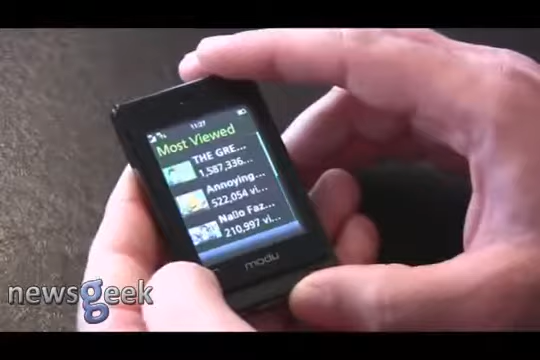 11:27
Most Viewed
THE GRE...
1,587,336...
Annoying...
522,054 vi...
Na Faz...
210,997 vi...
modu
newsgeek